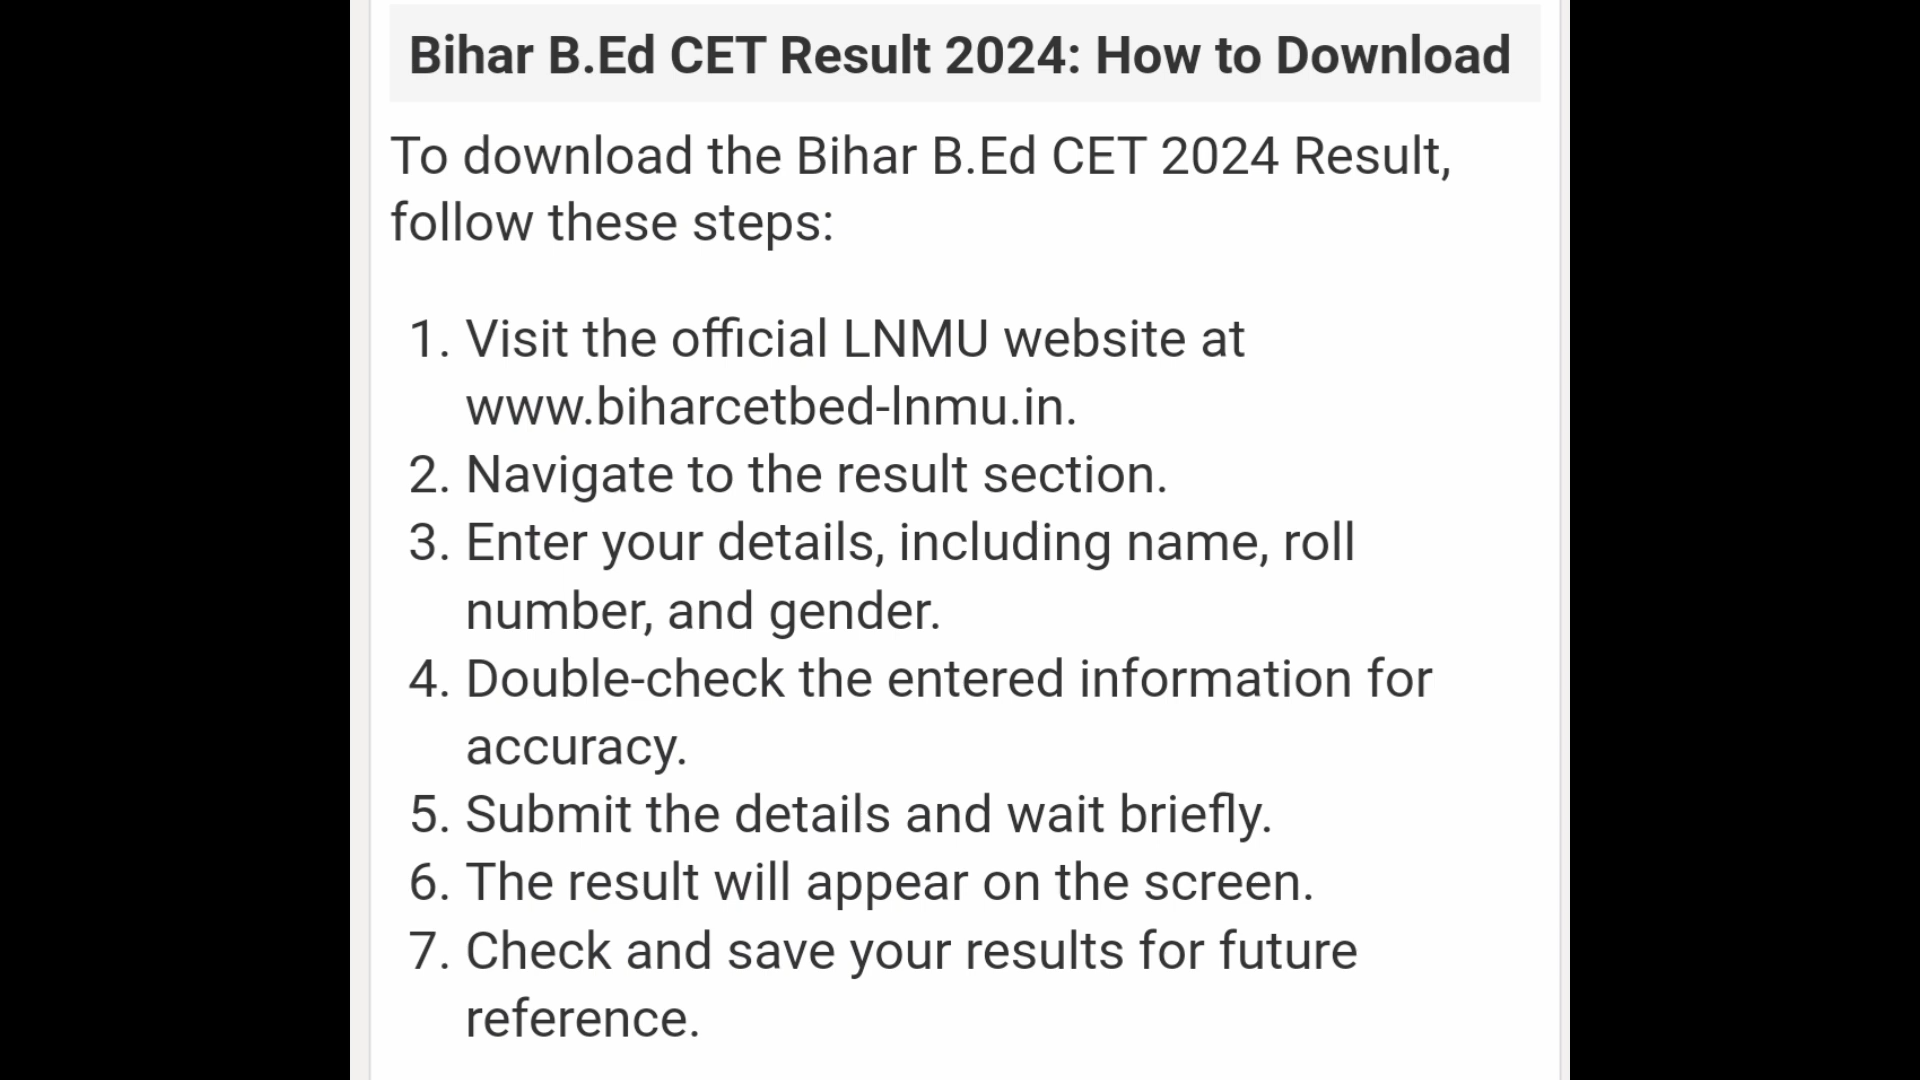 Bihar B.Ed CET Result 2024: How to Download
To download the Bihar B.Ed CET 2024 Result,
follow these steps:
1. Visit the official LNMU website at
www.biharcetbed-lnmu.in.
2. Navigate to the result section.
3. Enter your details, including name, roll
number, and gender.
4. Double-check the entered information for
accuracy.
5. Submit the details and wait briefly.
6. The result will appear on the screen.
7. Check and save your results for future
reference.